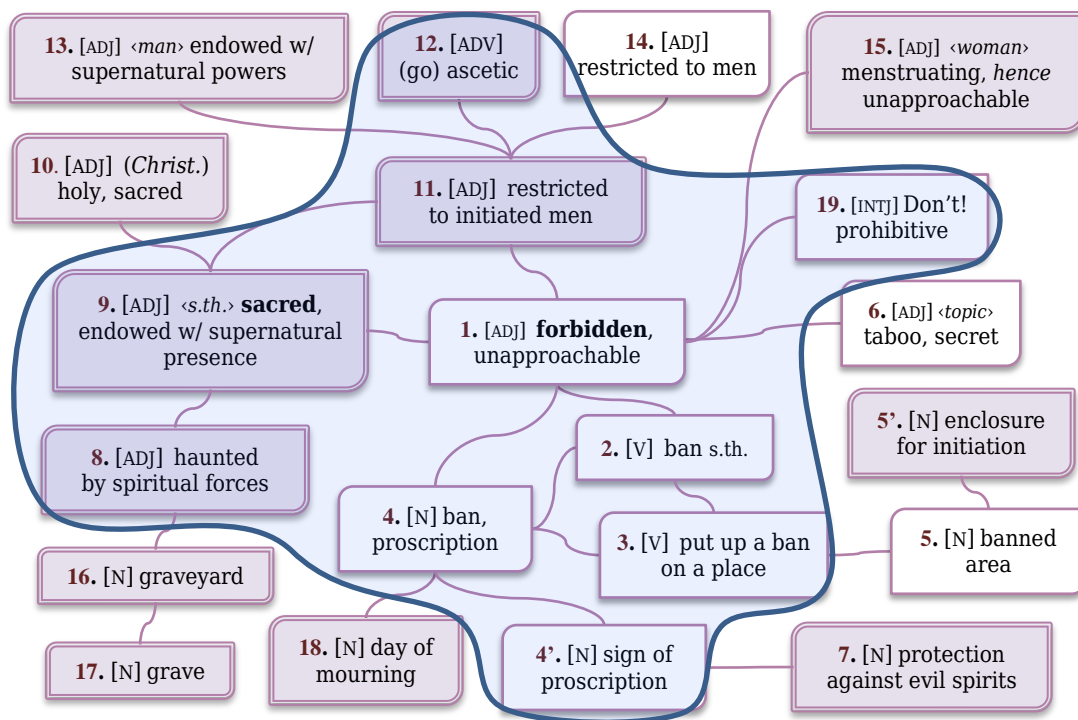 13. [ADJ] ‹man› endowed w/
supernatural powers
12. [ADV]
(go) ascetic
14. [ADJ]
restricted to men
15. [ADJ] ‹woman›
menstruating, hence
unapproachable
10. [ADJ] (Christ.)
holy, sacred
11. [ADJ] restricted
to initiated men
19. [INTJ] Don't!
prohibitive
9. [ADJ] ‹s.th.› sacred,
endowed w/ supernatural
presence
1. [ADJ] forbidden,
unapproachable
6. [ADJ] ‹topic›
taboo, secret
8. [ADJ] haunted
by spiritual forces
2. [V] ban s.th.
5’. [N] enclosure
for initiation
4. [N] ban,
proscription
3. [V] put up a ban
on a place
5. [N] banned
area
16. [N] graveyard
17. [N] grave
18. [N] day of
mourning
4’. [N] sign of
proscription
7. [N] protection
against evil spirits